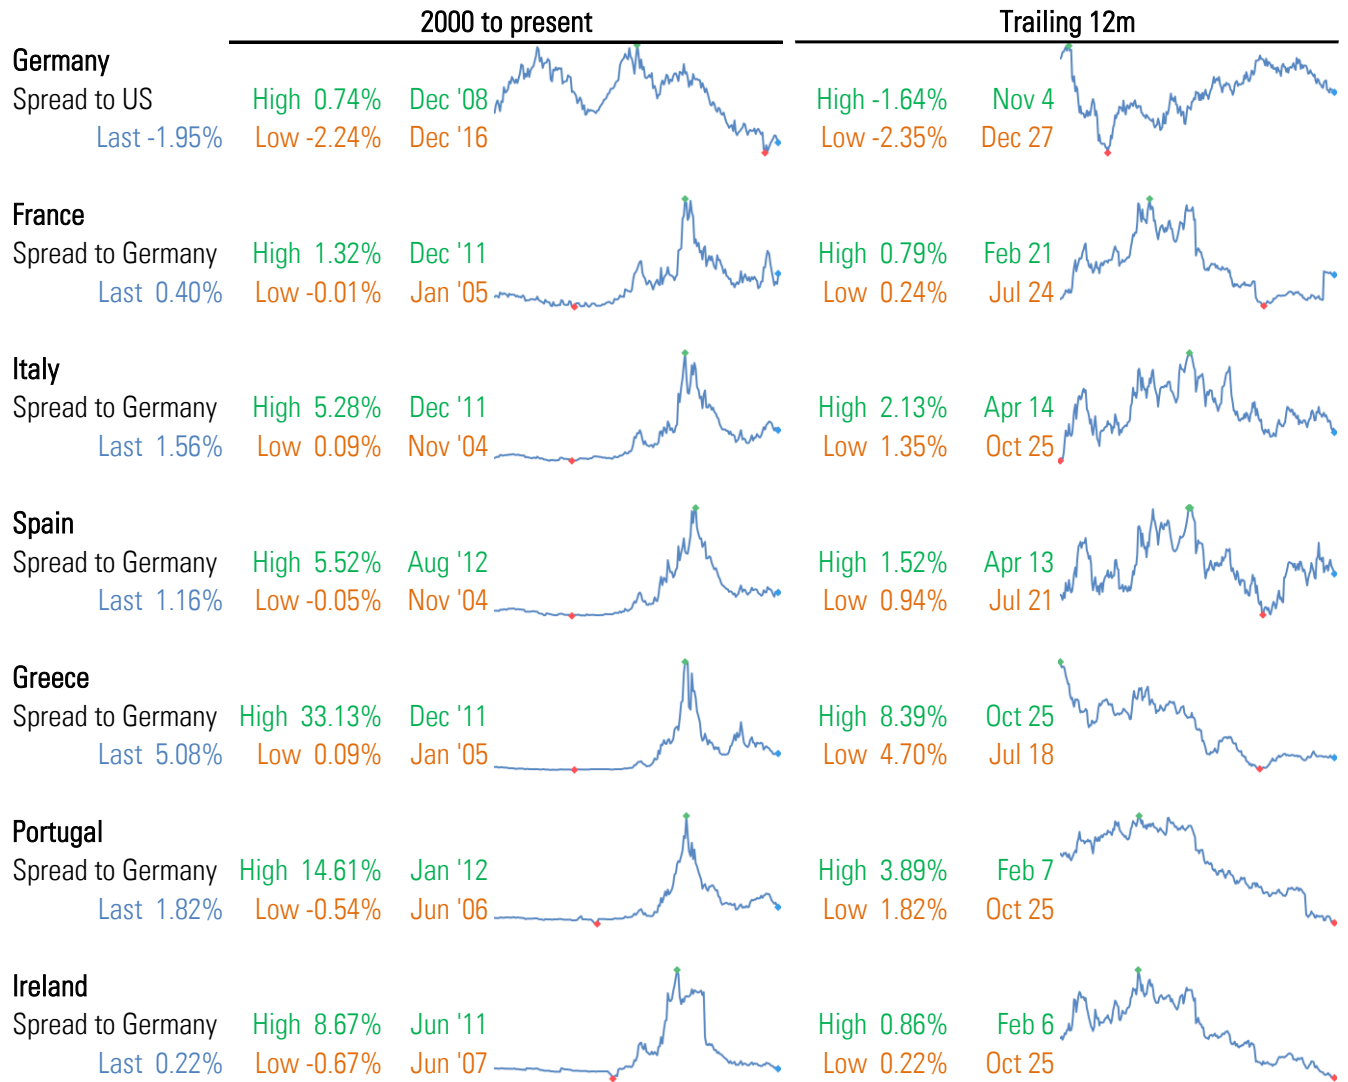 2000 to present Trailing 12m
Germany
Spread to US High 0.74% Dec '08 High -1.64% Nov 4
Last -1.95% Low -2.24% Dec '16 Low -2.35% Dec 27
France
Spread to Germany High 1.32% Dec '11 High 0.79% Feb 21
Last 0.40% Low -0.01% Jan '05 Low 0.24% Jul 24
Italy
Spread to Germany High 5.28% Dec '11 High 2.13% Apr 14
Last 1.56% Low 0.09% Nov '04 Low 1.35% Oct 25
Spain
Spread to Germany High 5.52% Aug '12 High 1.52% Apr 13
Last 1.16% Low -0.05% Nov '04 Low 0.94% Jul 21
Greece
Spread to Germany High 33.13% Dec '11 High 8.39% Oct 25
Last 5.08% Low 0.09% Jan '05 Low 4.70% Jul 18
Portugal
Spread to Germany High 14.61% Jan '12 High 3.89% Feb 7
Last 1.82% Low -0.54% Jun '06 Low 1.82% Oct 25
Ireland
Spread to Germany High 8.67% Jun '11 High 0.86% Feb 6
Last 0.22% Low -0.67% Jun '07 Low 0.22% Oct 25